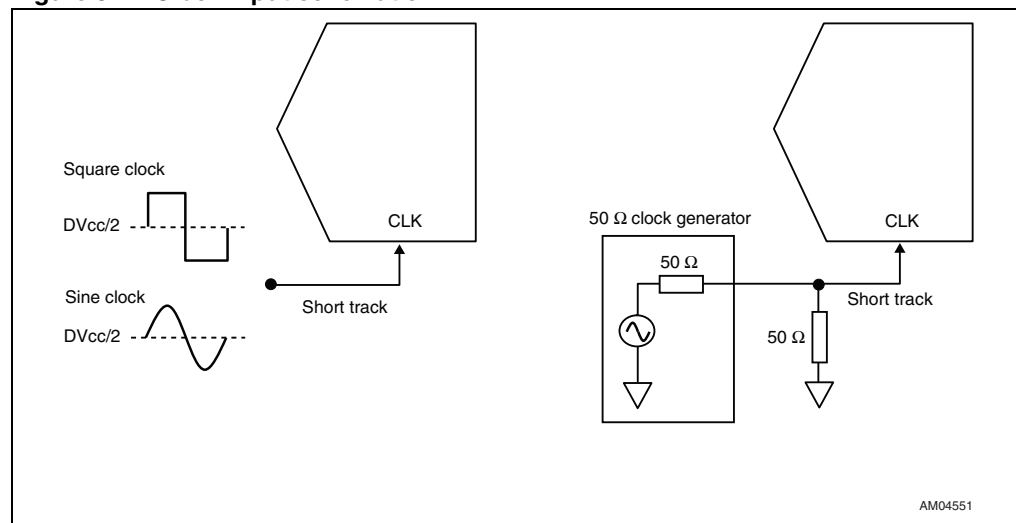 Square clock
DVcc/2
Sine clock
DVcc/2
CLK
Short track
50 Ω clock generator
50 Ω
CLK
Short track
50 Ω
AM04551